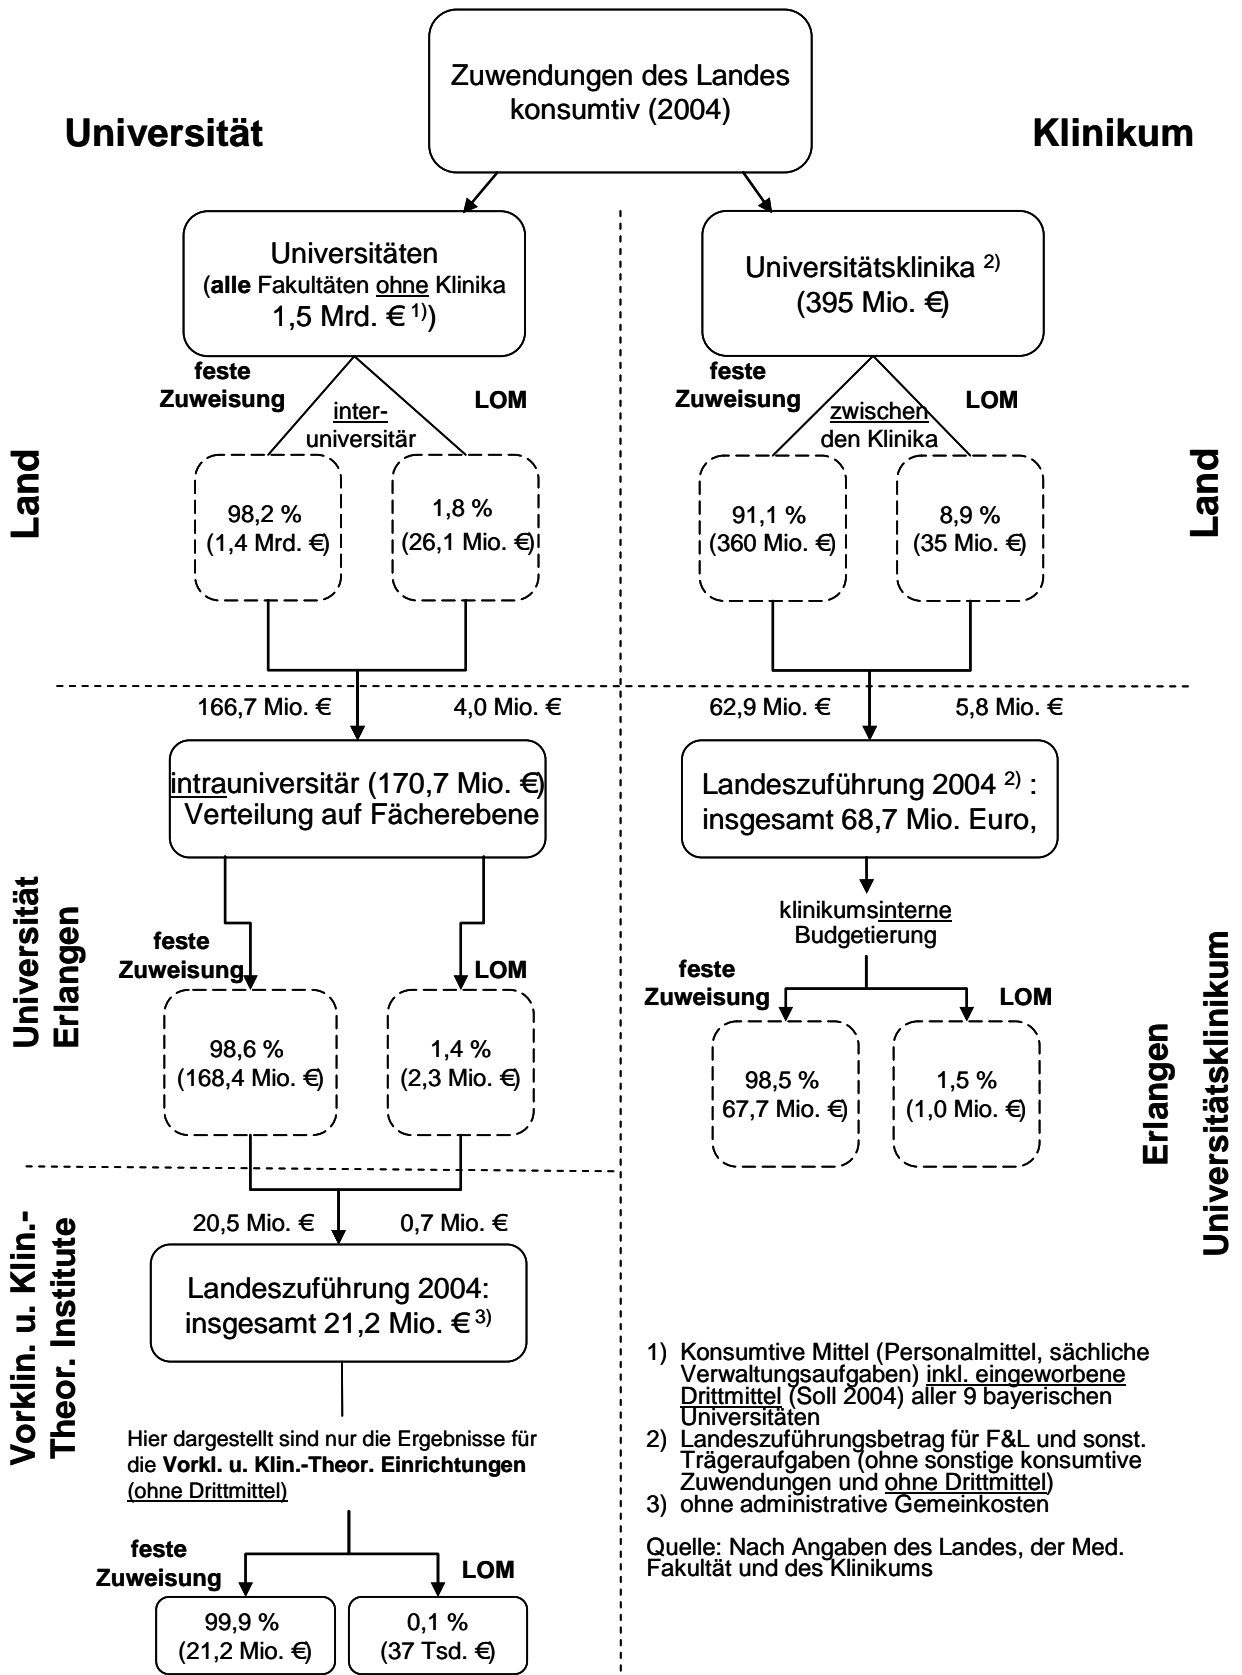 Zuwendungen des Landes
konsumtiv (2004)
Universität
Klinikum
Universitäten
(alle Fakultäten ohne Klinika
1,5 Mrd. € 1))
Universitätsklinika 2)
(395 Mio. €)
feste
Zuweisung
LOM
inter-
universitär
feste
Zuweisung
LOM
zwischen
den Klinika
Land
98,2 %
(1,4 Mrd. €)
1,8 %
(26,1 Mio. €)
91,1 %
(360 Mio. €)
8,9 %
(35 Mio. €)
Land
166,7 Mio. €
4,0 Mio. €
62,9 Mio. €
5,8 Mio. €
intrauniversitär (170,7 Mio. €)
Verteilung auf Fächerebene
Landeszuführung 2004 2) :
insgesamt 68,7 Mio. Euro,
klinikumsinterne
Budgetierung
Universität
Erlangen
feste
Zuweisung
LOM
feste
Zuweisung
LOM
98,6 %
(168,4 Mio. €)
1,4 %
(2,3 Mio. €)
98,5 %
67,7 Mio. €)
1,5 %
(1,0 Mio. €)
Erlangen
Universitätsklinikum
20,5 Mio. €
0,7 Mio. €
Vorklin. u. Klin.-
Theor. Institute
Landeszuführung 2004:
insgesamt 21,2 Mio. € 3)
Hier dargestellt sind nur die Ergebnisse für
die Vorkl. u. Klin.-Theor. Einrichtungen
(ohne Drittmittel)
feste
Zuweisung
LOM
99,9 %
(21,2 Mio. €)
0,1 %
(37 Tsd. €)
1) Konsumtive Mittel (Personalmittel, sächliche
Verwaltungsaufgaben) inkl. eingeworbene
Drittmittel (Soll 2004) aller 9 bayerischen
Universitäten
2) Landeszuführungsbetrag für F&L und sonst.
Trägeraufgaben (ohne sonstige konsumtive
Zuwendungen und ohne Drittmittel)
3) ohne administrative Gemeinkosten
Quelle: Nach Angaben des Landes, der Med.
Fakultät und des Klinikums